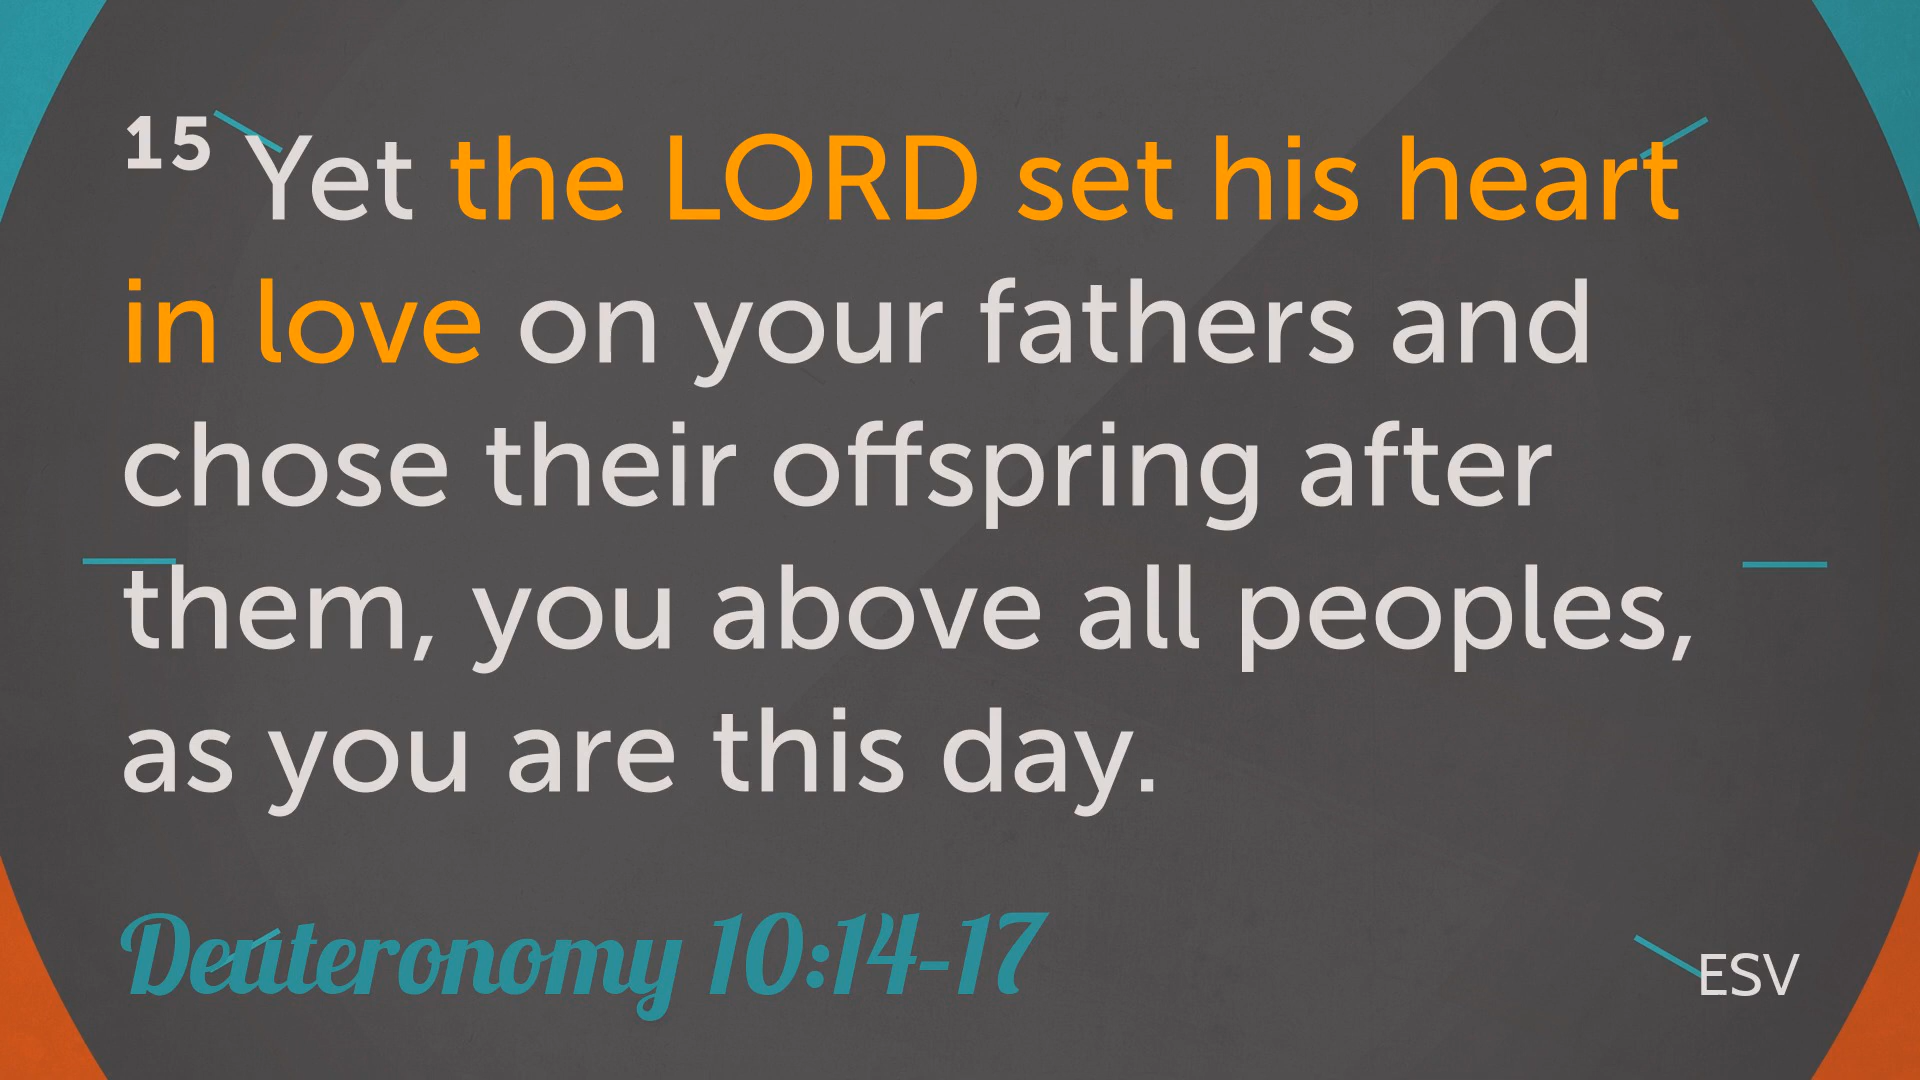 15 Yet the LORD set his heart
in love on your fathers and
chose their offspring after
them, you above all peoples,
as you are this day.
Deuteronomy 10:14-17
ESV